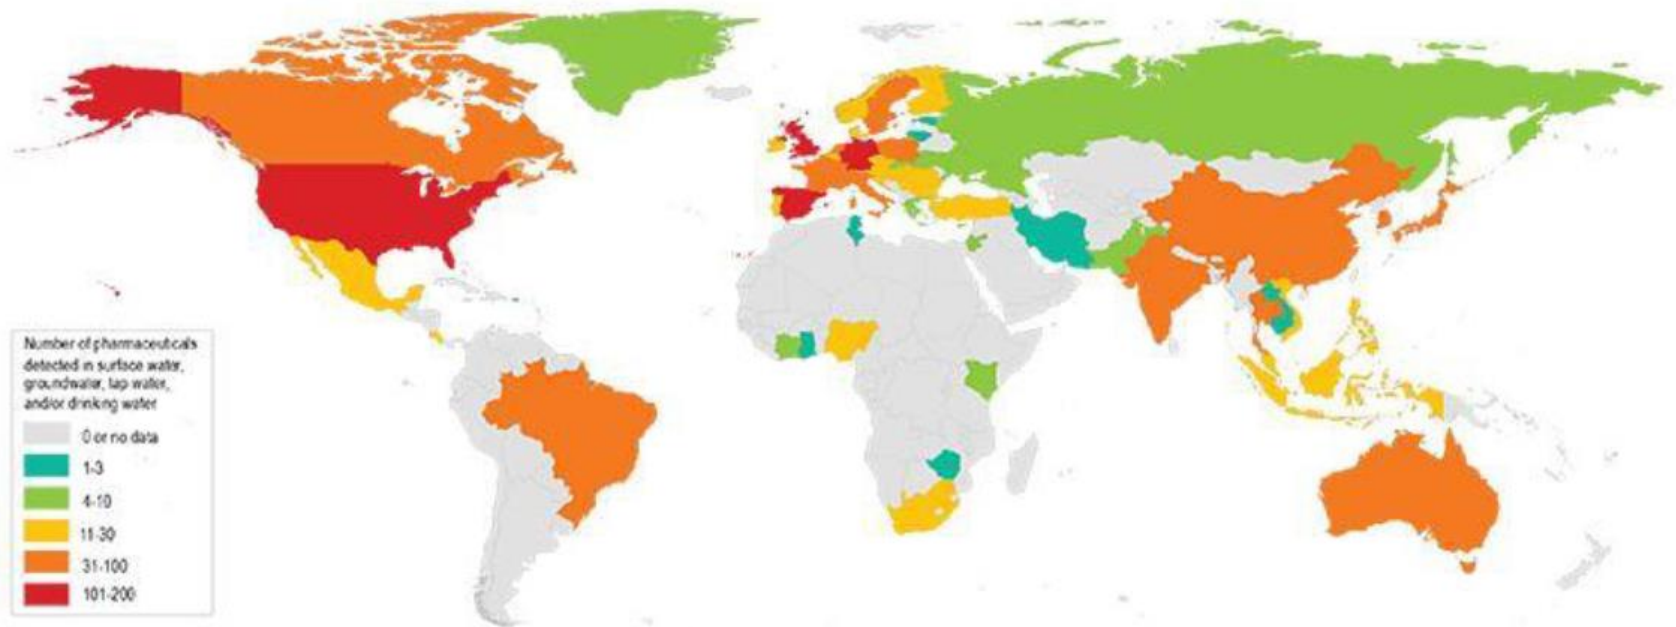 Number of pharmaceuticals
detected in surface water,
groundwater, tap water,
and/or drinking water
0 or no data
1-3
4-10
11-30
31-100
101-200